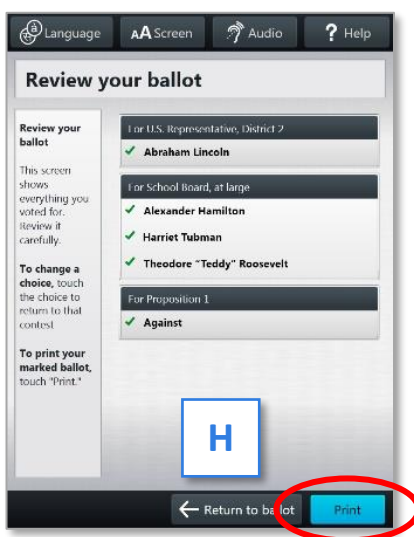 Language AA Screen Audio ? Help
Review your ballot
Review your
ballot
This screen
shows
everything you
voted for.
Review it
carefully.
To change a
choice, touch
the choice to
return to that
contest
To print your
marked ballot,
touch "Print."
For U.S. Representative, District 2
Abraham Lincoln
For School Board, at large
Alexander Hamilton
Harriet Tubman
Theodore "Teddy" Roosevelt
For Proposition 1
Against
H
Return to ballot Print